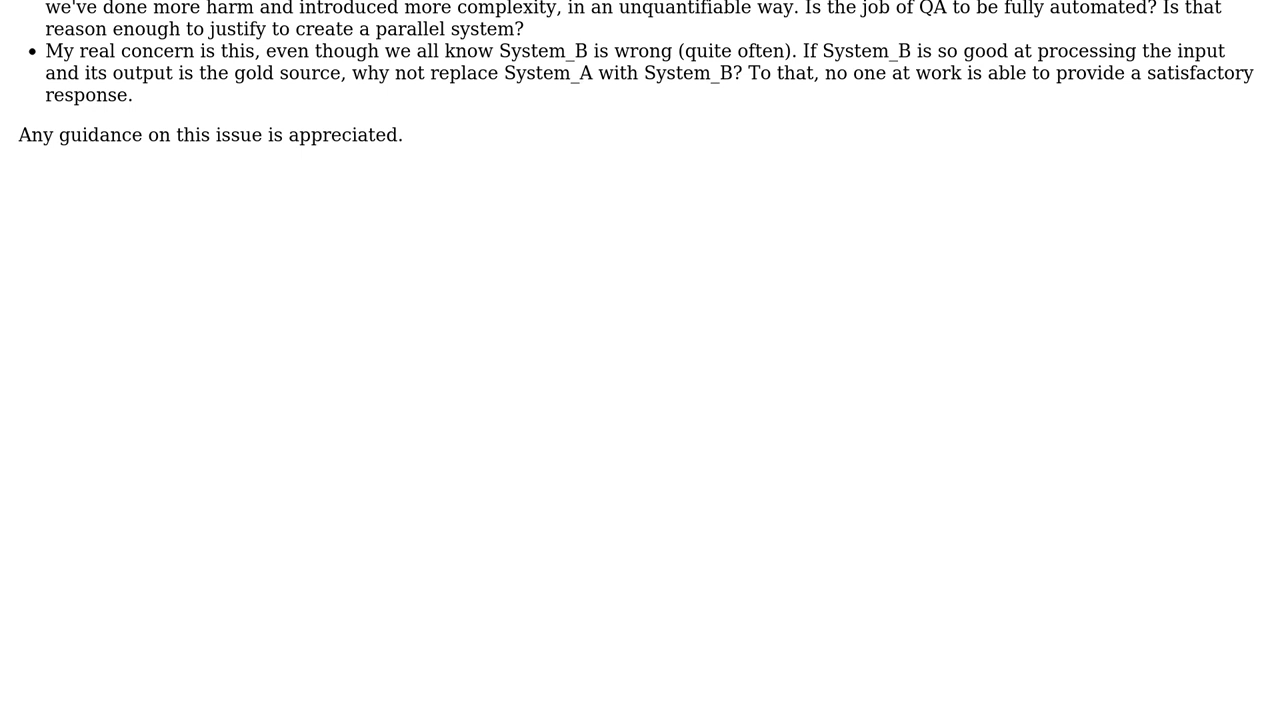 we've done more harm and introduced more complexity, in an unquantifiable way. Is the job of QA to be fully automated? Is that
reason enough to justify to create a parallel system?
• My real concern is this, even though we all know System_B is wrong (quite often). If System_B is so good at processing the input
and its output is the gold source, why not replace System_A with System_B? To that, no one at work is able to provide a satisfactory
response.
Any guidance on this issue is appreciated.